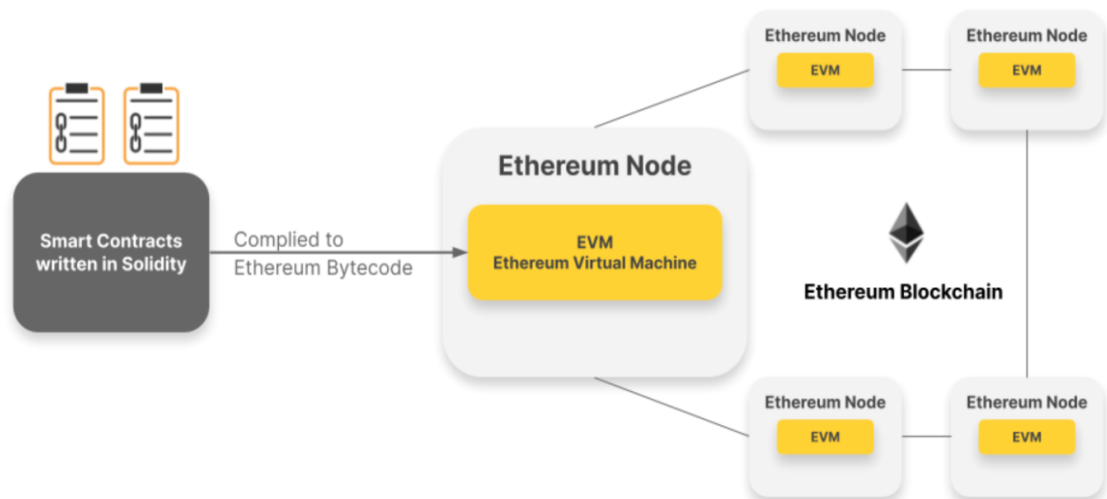 Ethereum Node
EVM
Ethereum Node
EVM
Smart Contracts
written in Solidity
Complied to
Ethereum Bytecode
Ethereum Node
EVM
Ethereum Virtual Machine
Ethereum Blockchain
Ethereum Node
EVM
Ethereum Node
EVM